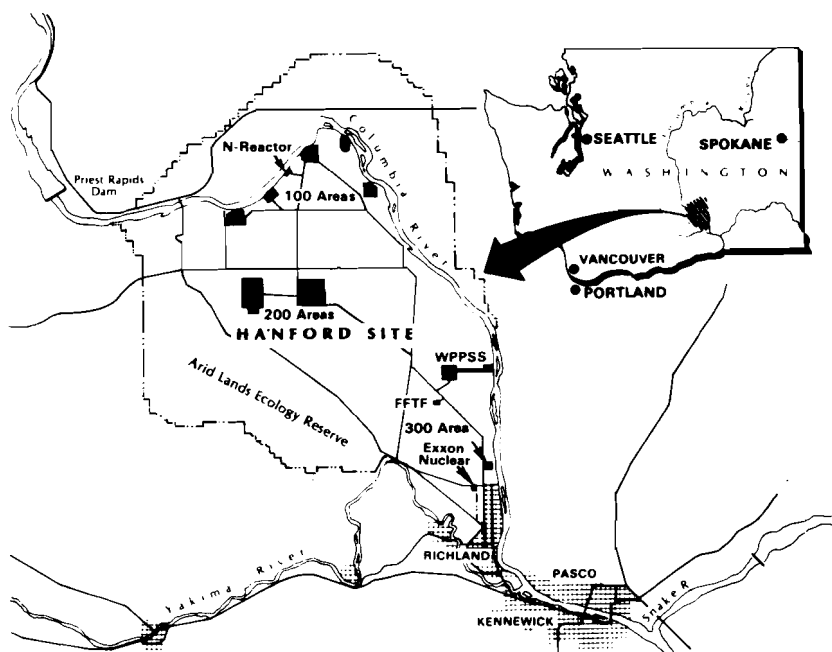 N-Reactor
Columbia River
Priest Rapids
Dam
100 Areas
SEATTLE
SPOKANE
WASHINGTON
VANCOUVER
PORTLAND
200 Areas
HANFORD SITE
WPPSS
Arid Lands Ecology Reserve
FFTF
300 Area
Exxon
Nuclear
RICHLAND
Yakima River
PASCO
KENNEWICK
Snake R